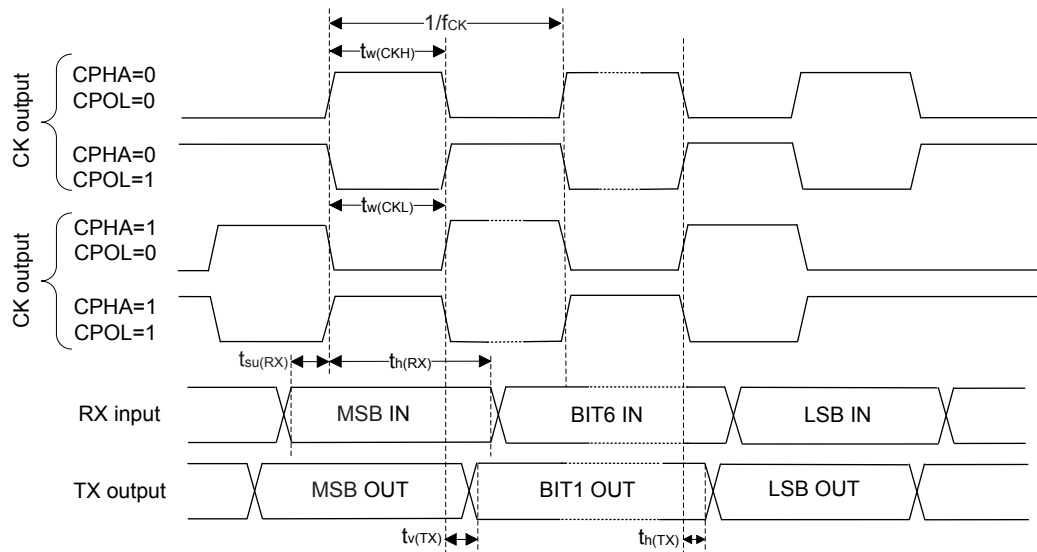 1/fCK
tw(CKH)
CK output
CPHA=0
CPOL=0
CPHA=0
CPOL=1
tw(CKL)
CK output
CPHA=1
CPOL=0
CPHA=1
CPOL=1
tsu(RX)
th(RX)
RX input
MSB IN
BIT6 IN
LSB IN
TX output
MSB OUT
BIT1 OUT
LSB OUT
tv(TX)
th(TX)